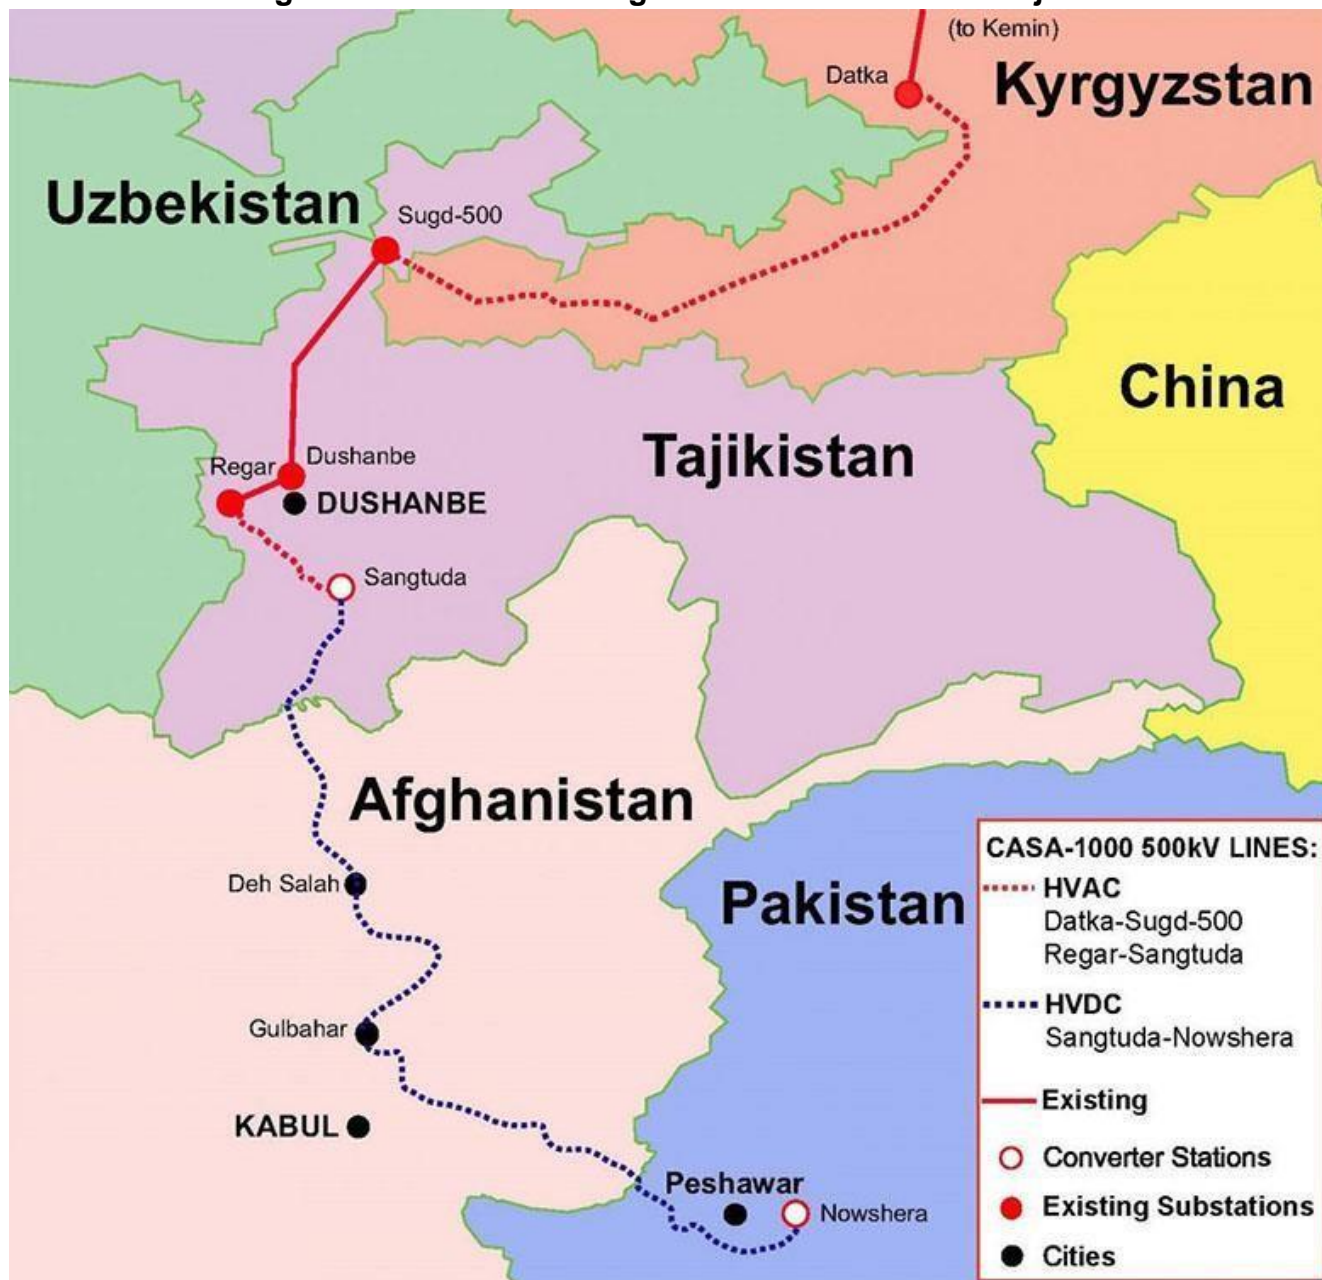 (to Kemin)
Datka
Kyrgyzstan
Uzbekistan
Sugd-500
China
Tajikistan
Regar
Dushanbe
DUSHANBE
Sangtuda
Afghanistan
Deh Salah
Pakistan
Gulbahar
KABUL
Peshawar
Nowshera
CASA-1000 500kV LINES:
HVAC
Datka-Sugd-500
Regar-Sangtuda
HVDC
Sangtuda-Nowshera
Existing
Converter Stations
Existing Substations
Cities